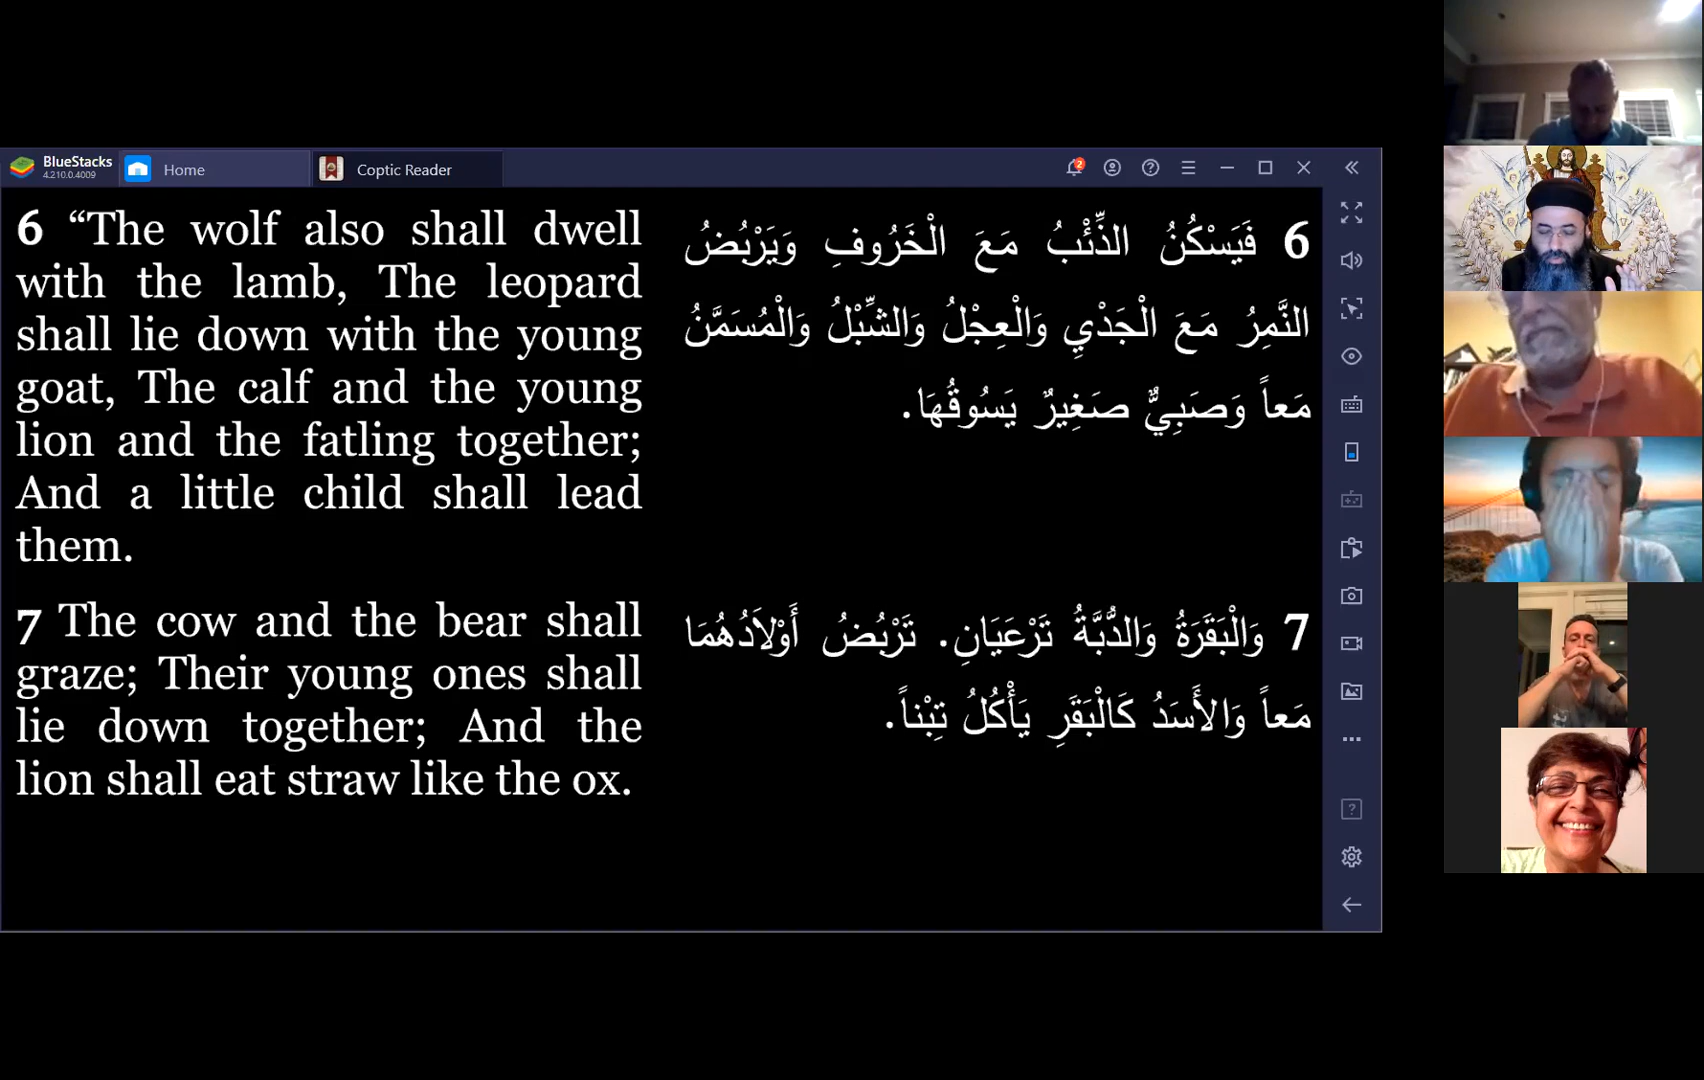 BlueStacks
4.210.0.4009
Home
Coptic Reader
2
6 “The wolf also shall dwell
with the lamb, The leopard
shall lie down with the young
goat, The calf and the young
lion and the fatling together;
And a little child shall lead
them.
6 فَيَسْكُنُ الذِّئْبُ مَعَ الْخَرُوفِ وَيَرْبُضُ
النَّمِرُ مَعَ الْجَدْيِ وَالْعِجْلُ وَالشِّبْلُ وَالْمُسَمَّنُ
مَعاً وَصَبِيٌّ صَغِيرٌ يَسُوقُهَا.
7 The cow and the bear shall
graze; Their young ones shall
lie down together; And the
lion shall eat straw like the ox.
7 وَالْبَقَرَةُ وَالدُّبَّةُ تَرْعَيَانِ. تَرْبُضُ أَوْلاَدُهُمَا
مَعاً وَالأَسَدُ كَالْبَقَرِ يَأْكُلُ تِبْناً.